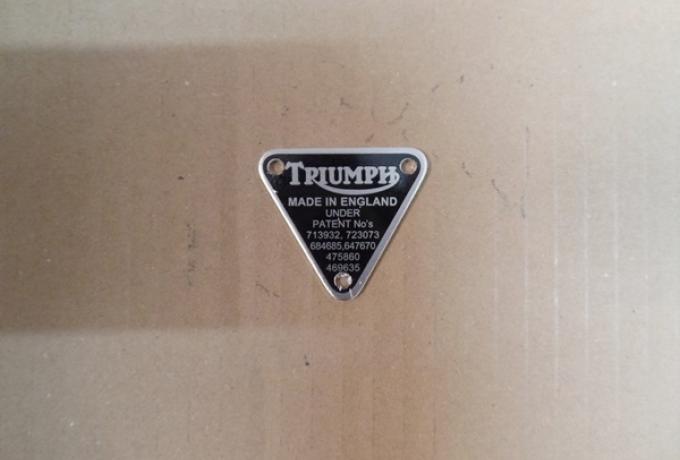 TRIUMPH
MADE IN ENGLAND
UNDER
PATENT No's
713932, 723073
684685,647670
475860
469635